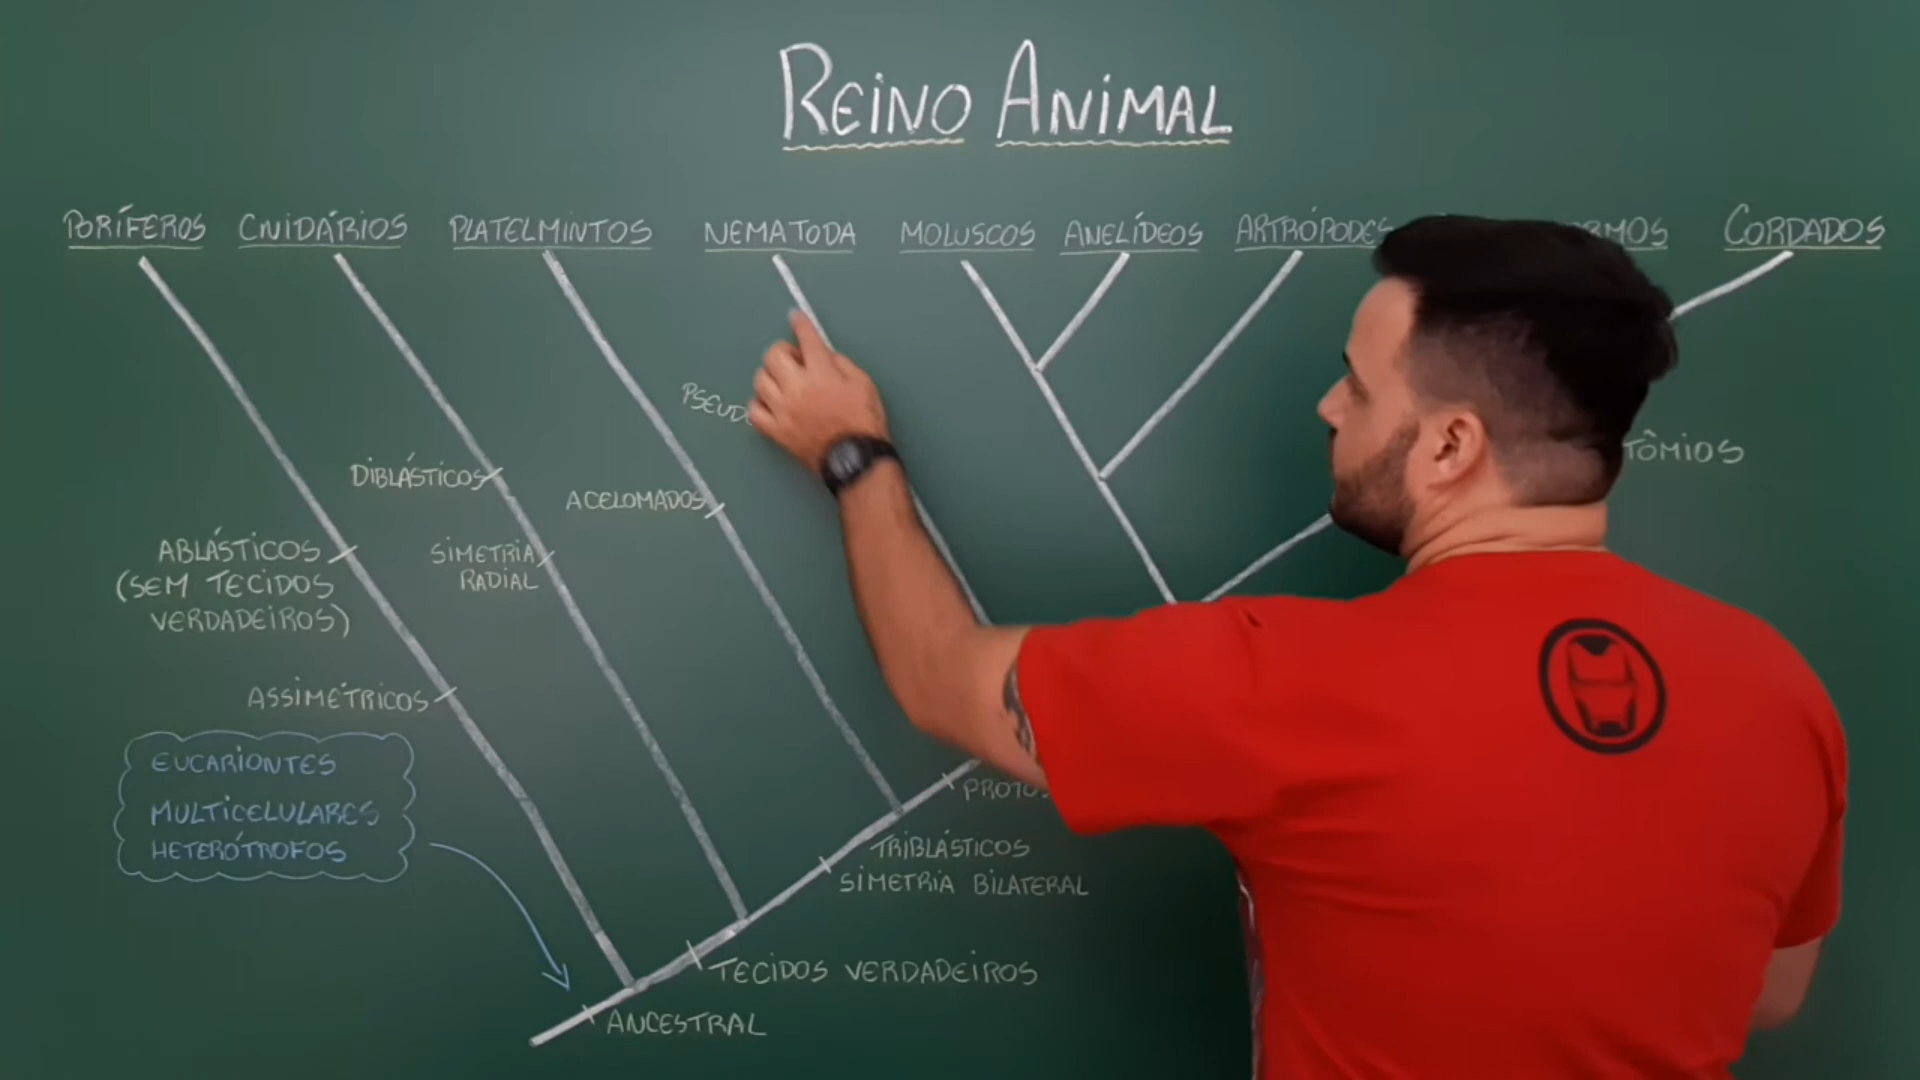 REINO ANIMAL
PORÍFEROS CNIDÁRIOS PLATELMINTOS NEMATODA MOLUSCOS ANELÍDEOS ARTRÓPODES CORDADOS
DIBLÁSTICOS
ACELOMADOS
ABLÁSTICOS
(SEM TECIDOS
VERDADEIROS)
SIMETRIA
RADIAL
ASSIMÉTRICOS
EUCARIONTES
MULTICELULARES
HETERÓTROFOS
TRIBLÁSTICOS
SIMETRIA BILATERAL
TECIDOS VERDADEIROS
ANCESTRAL